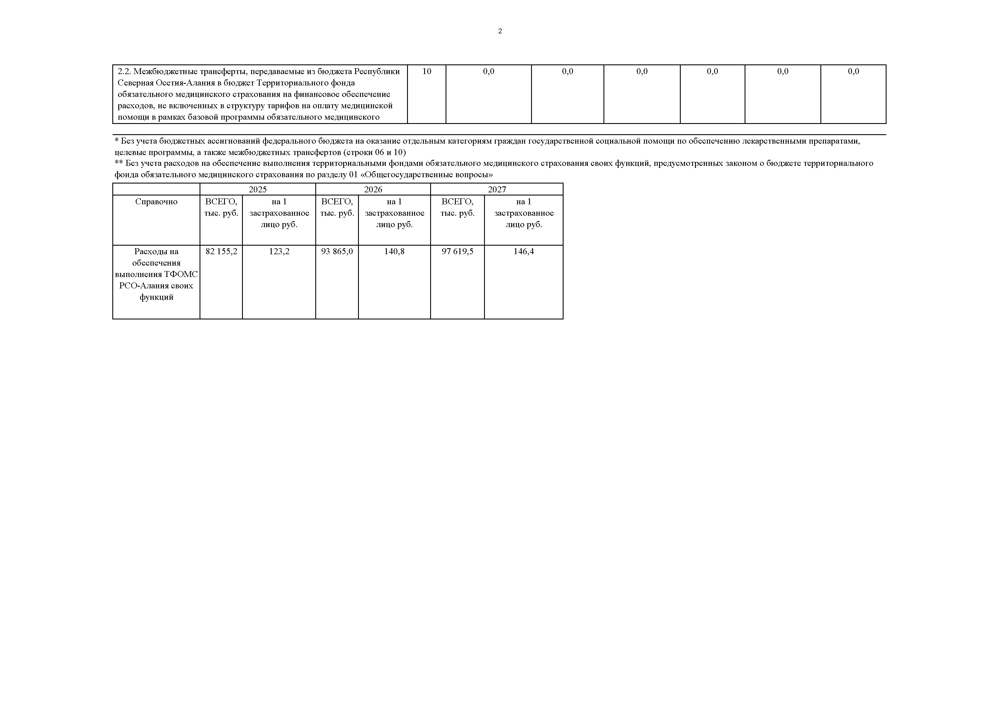 2
2.2. Межбюджетные трансферты, передаваемые из бюджета Республики 10 0,0 0,0 0,0 0,0 0,0 0,0
Северная Осетия-Алания в бюджет Территориального фонда
обязательного медицинского страхования на финансовое обеспечение
расходов, не включенных в структуру тарифов на оплату медицинской
помощи в рамках базовой программы обязательного медицинского
* Без учета бюджетных ассигнований федерального бюджета на оказание отдельным категориям граждан государственной социальной помощи по обеспечению лекарственными препаратами,
целевые программы, а также межбюджетных трансфертов (строки 06 и 10)
** Без учета расходов на обеспечение выполнения территориальными фондами обязательного медицинского страхования своих функций, предусмотренных законом о бюджете территориального
фонда обязательного медицинского страхования по разделу 01 «Общегосударственные вопросы»
2025 2026 2027
Справочно ВСЕГО, на 1 ВСЕГО, на 1 ВСЕГО, на 1
тыс. руб. застрахованное тыс. руб. застрахованное тыс. руб. застрахованное
лицо руб. лицо руб. лицо руб.
Расходы на 82 155,2 123,2 93 865,0 140,8 97 619,5 146,4
обеспечения
выполнения ТФОМС
РСО-Алания своих
функций